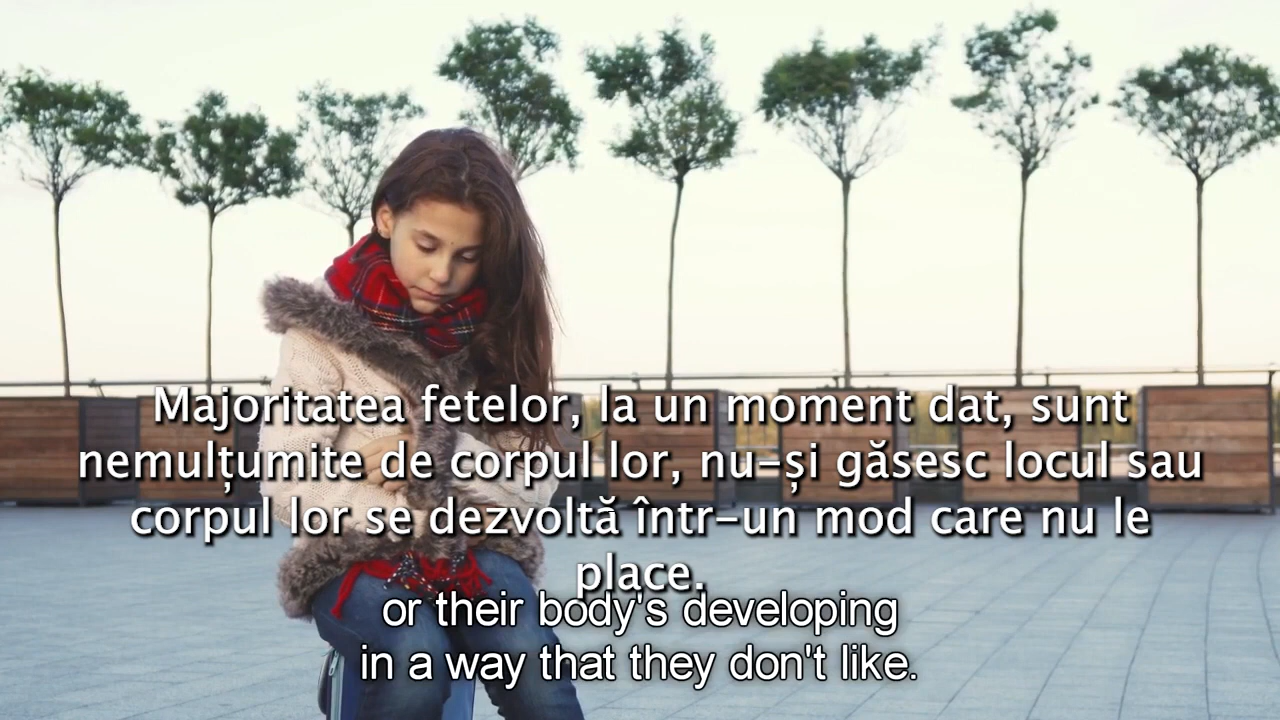 Majoritatea fetelor, la un moment dat, sunt
nemulțumite de corpul lor, nu-și găsesc locul sau
corpul lor se dezvoltă într-un mod care nu le
place.
or their body's developing
in a way that they don't like.